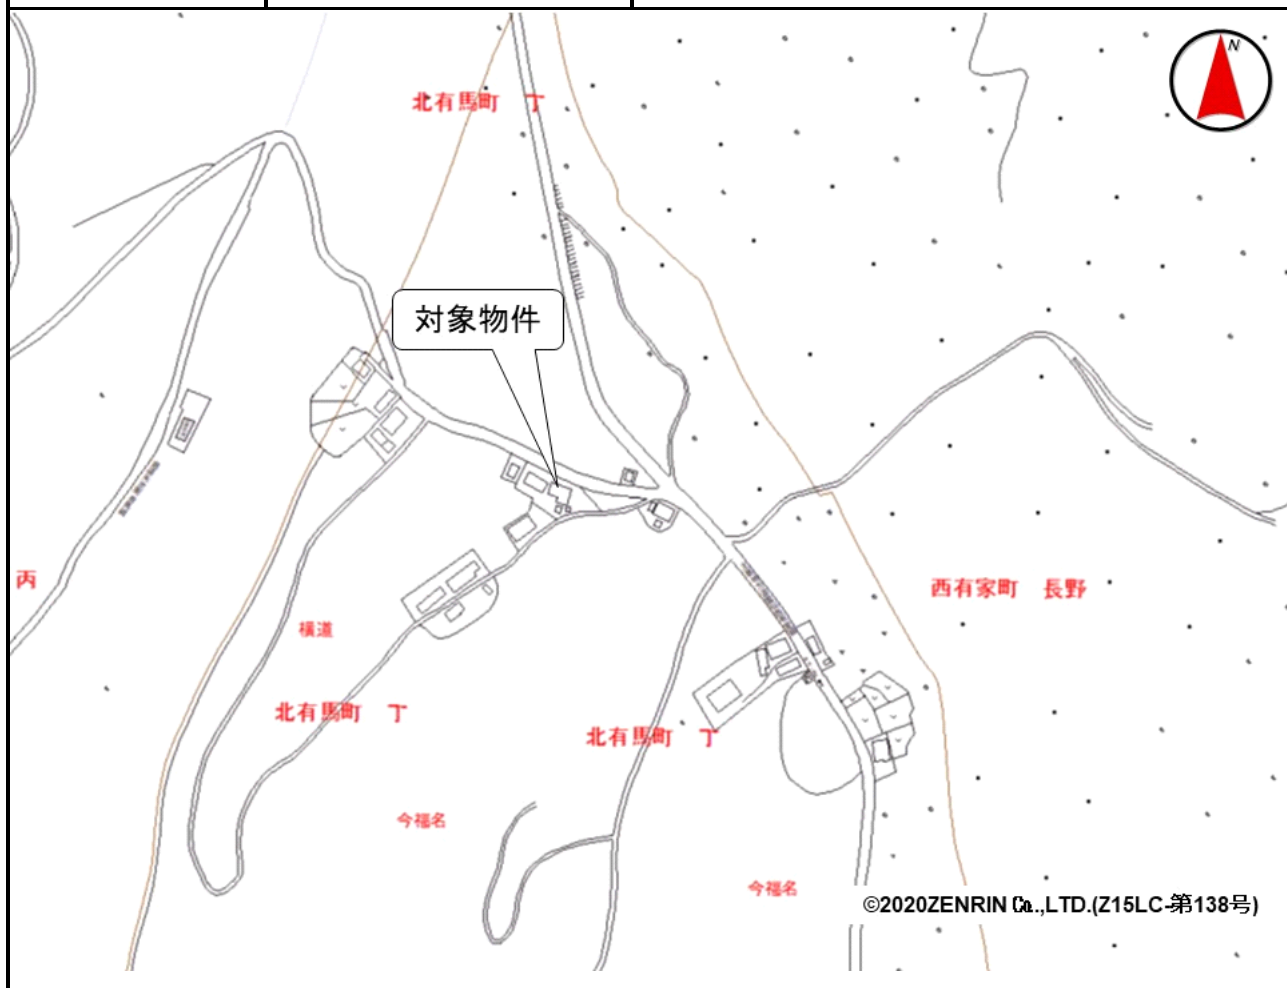 N
北有馬町 丁
対象物件
丙
西有家町 長野
横道
北有馬町 丁
北有馬町 丁
今福名
今福名
©2020ZENRIN Co.,LTD.(Z15LC-第138号)